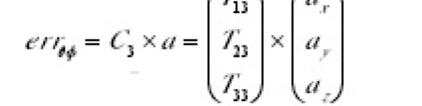 err_θφ = C_3 × a = (T_13 T_23 T_33) × (a_x a_y a_z)